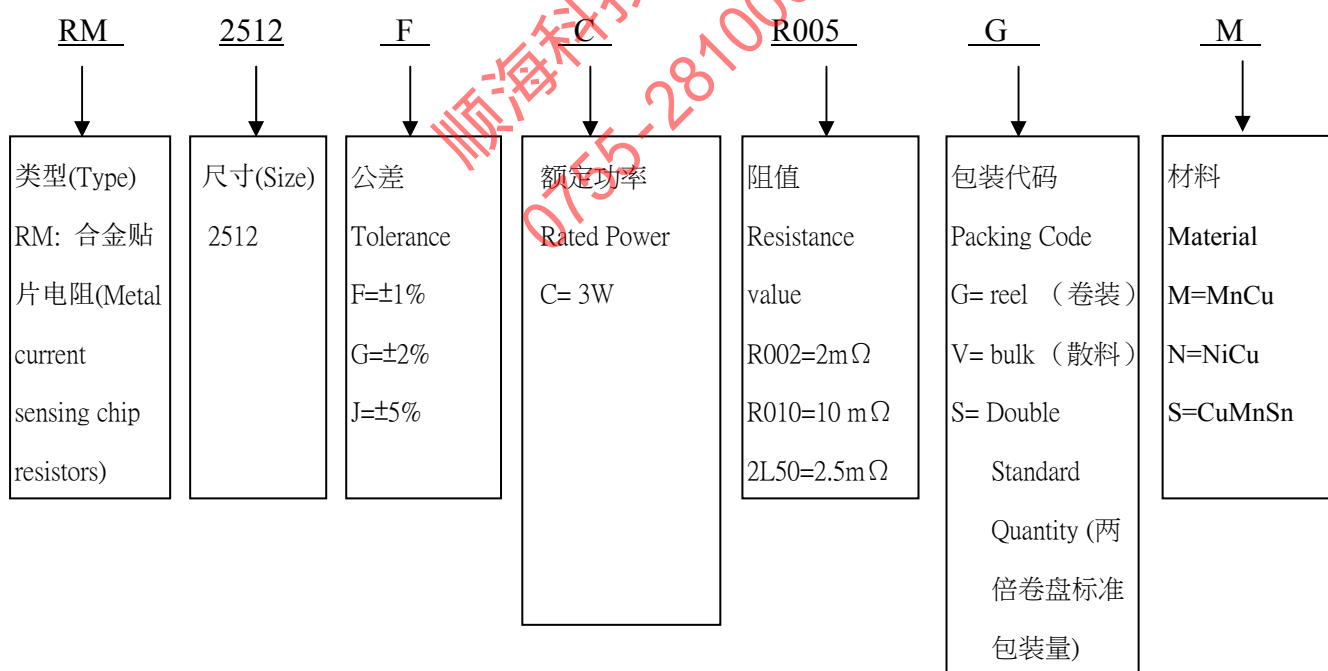 RM 2512 F C R005 G M
类型(Type)
RM: 合金贴
片电阻(Metal
current
sensing chip
resistors)
尺寸(Size)
2512
公差
Tolerance
F=±1%
G=±2%
J=±5%
额定功率
Rated Power
C= 3W
阻值
Resistance
value
R002=2mΩ
R010=10 mΩ
2L50=2.5mΩ
包装代码
Packing Code
G= reel （卷装）
V= bulk （散料）
S= Double
Standard
Quantity (两
倍卷盘标准
包装量)
材料
Material
M=MnCu
N=NiCu
S=CuMnSn
顺海科
0755-28100